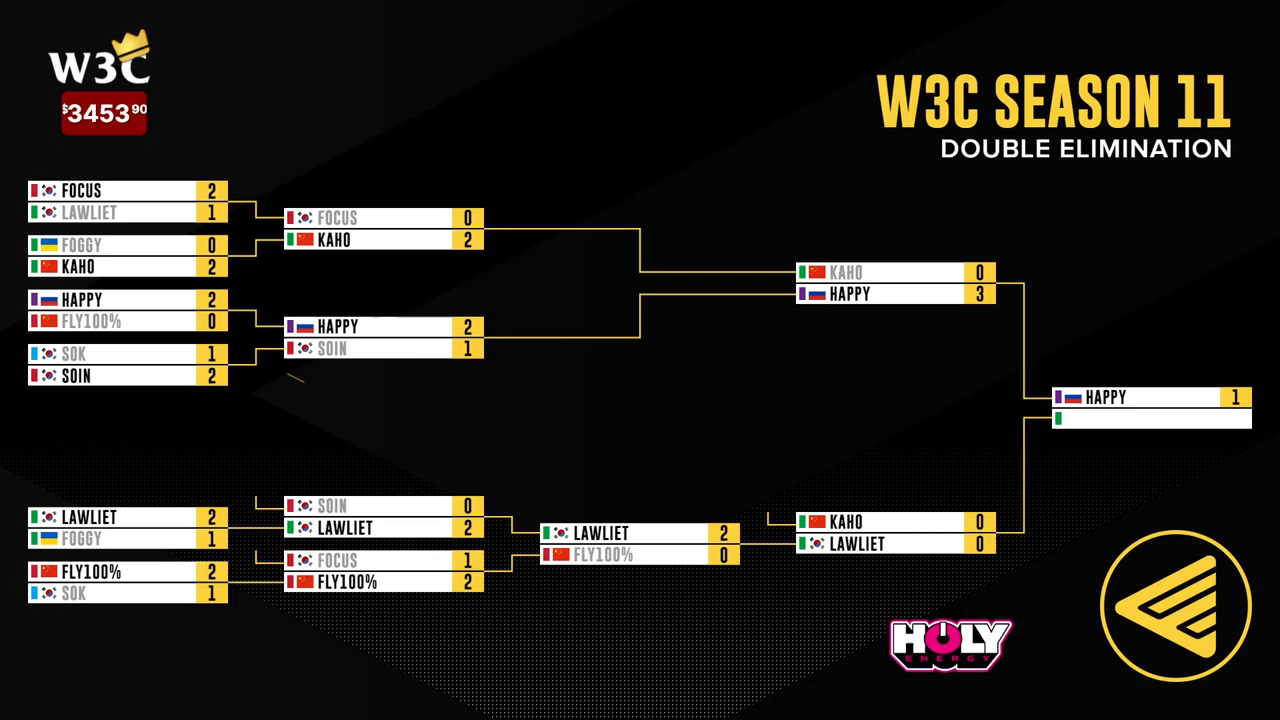 W3C
$345390
W3C SEASON 11
DOUBLE ELIMINATION
FOCUS 2
LAWLIET 1
FOGGY 0
KAHO 2
HAPPY 2
FLY100% 0
SOK 1
SOIN 2
FOCUS 0
KAHO 2
HAPPY 2
SOIN 1
KAHO 0
HAPPY 3
HAPPY 1
LAWLIET 2
FOGGY 1
FLY100% 2
SOK 1
SOIN 0
LAWLIET 2
FOCUS 1
FLY100% 2
LAWLIET 2
FLY100% 0
KAHO 0
LAWLIET 0
HOLY
ENERGY